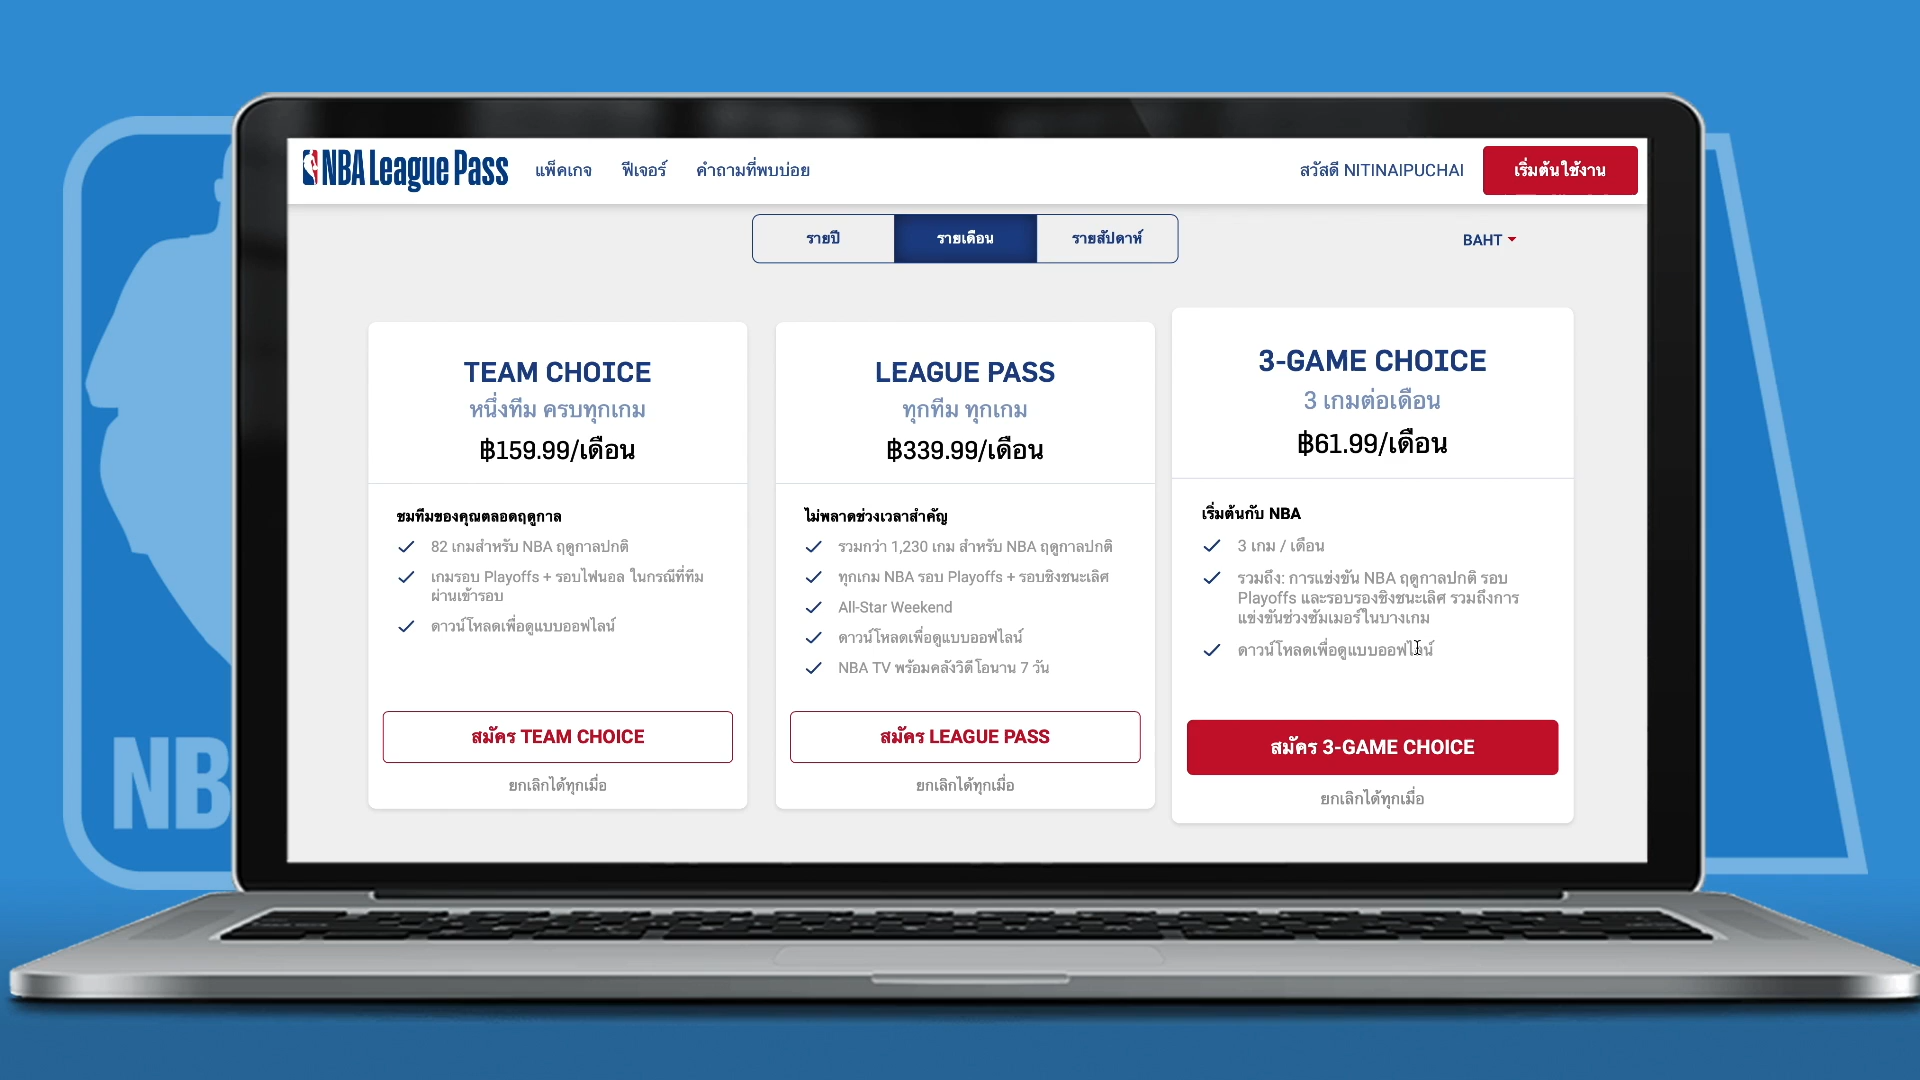 NBA League Pass
แพ็คเกจ
ฟีเจอร์
คำถามที่พบบ่อย
สวัสดี NITINAIPUCHAI
เริ่มต้นใช้งาน
รายปี
รายเดือน
รายสัปดาห์
BAHT
TEAM CHOICE
หนึ่งทีม ครบทุกเกม
฿159.99/เดือน
ชมทีมของคุณตลอดฤดูกาล
82 เกมสำหรับ NBA ฤดูกาลปกติ
เกมรอบ Playoffs + รอบไฟนอล ในกรณีที่ทีม
ผ่านเข้ารอบ
ดาวน์โหลดเพื่อดูแบบออฟไลน์
สมัคร TEAM CHOICE
ยกเลิกได้ทุกเมื่อ
LEAGUE PASS
ทุกทีม ทุกเกม
฿339.99/เดือน
ไม่พลาดช่วงเวลาสำคัญ
รวมกว่า 1,230 เกม สำหรับ NBA ฤดูกาลปกติ
ทุกเกม NBA รอบ Playoffs + รอบชิงชนะเลิศ
All-Star Weekend
ดาวน์โหลดเพื่อดูแบบออฟไลน์
NBA TV พร้อมคลังวิดีโอนาน 7 วัน
สมัคร LEAGUE PASS
ยกเลิกได้ทุกเมื่อ
3-GAME CHOICE
3 เกมต่อเดือน
฿61.99/เดือน
เริ่มต้นกับ NBA
3 เกม / เดือน
รวมถึง: การแข่งขัน NBA ฤดูกาลปกติ รอบ
Playoffs และรอบรองชิงชนะเลิศ รวมถึงการ
แข่งขันช่วงซัมเมอร์ในบางเกม
ดาวน์โหลดเพื่อดูแบบออฟไลน์
สมัคร 3-GAME CHOICE
ยกเลิกได้ทุกเมื่อ
NB